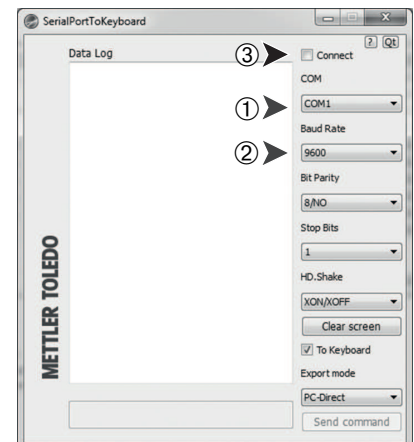 SerialPortToKeyboard
? Qt
Data Log
③ Connect
COM
① COM1
Baud Rate
② 9600
Bit Parity
8/NO
Stop Bits
1
HD.Shake
XON/XOFF
Clear screen
To Keyboard
Export mode
PC-Direct
Send command
METTLER TOLEDO